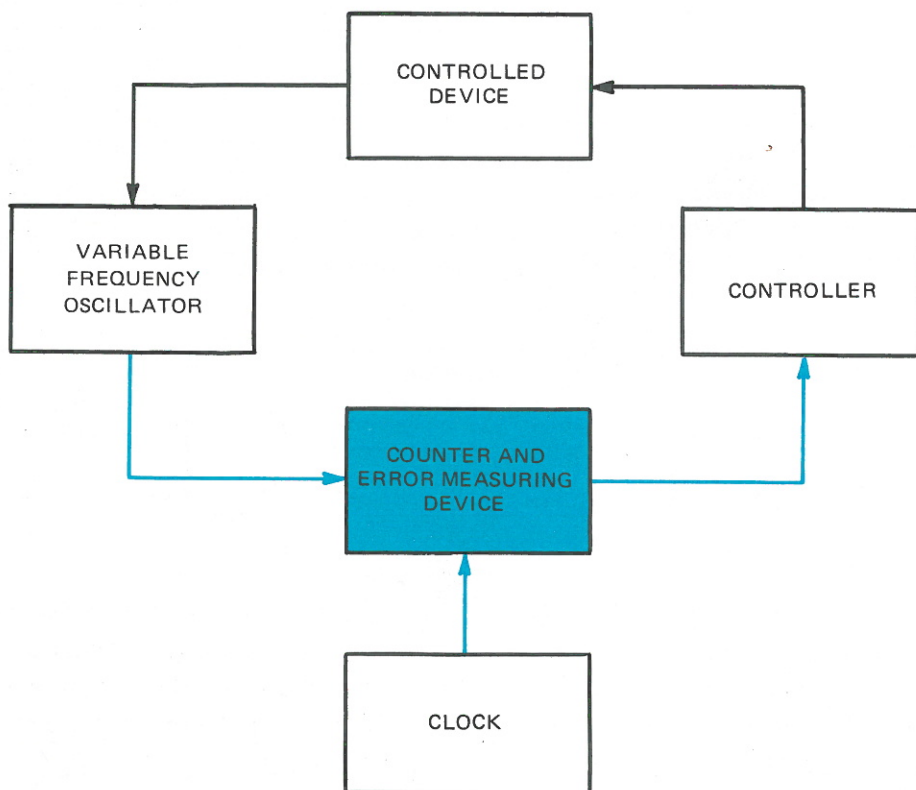 CONTROLLED
DEVICE
VARIABLE
FREQUENCY
OSCILLATOR
CONTROLLER
COUNTER AND
ERROR MEASURING
DEVICE
CLOCK